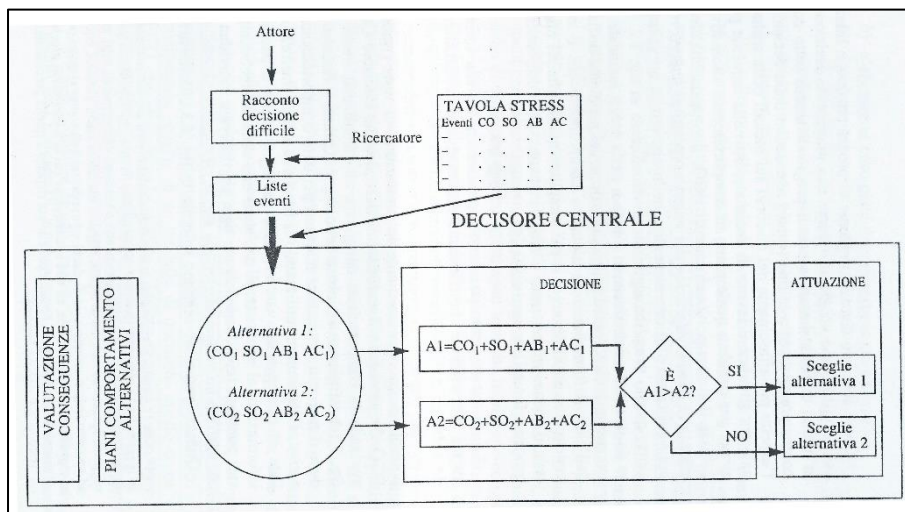 Attore
Racconto
decisione
difficile
Ricercatore
TAVOLA STRESS
Eventi CO SO AB AC
Liste
eventi
DECISORE CENTRALE
VALUTAZIONE
CONSEGUENZE
PIANI COMPORTAMENTO
ALTERNATIVI
Alternativa 1:
(CO₁ SO₁ AB₁ AC₁)
Alternativa 2:
(CO₂ SO₂ AB₂ AC₂)
DECISIONE
A1=CO₁+SO₁+AB₁+AC₁
A2=CO₂+SO₂+AB₂+AC₂
È
A1>A2?
SI
NO
ATTUAZIONE
Sceglie
alternativa 1
Sceglie
alternativa 2